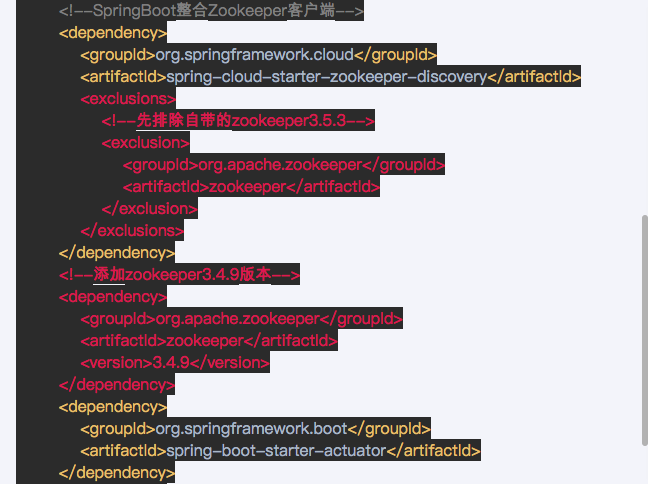 <!--SpringBoot整合Zookeeper客户端-->
<dependency>
<groupId>org.springframework.cloud</groupId>
<artifactId>spring-cloud-starter-zookeeper-discovery</artifactId>
<exclusions>
<!--先排除自带的zookeeper3.5.3-->
<exclusion>
<groupId>org.apache.zookeeper</groupId>
<artifactId>zookeeper</artifactId>
</exclusion>
</exclusions>
</dependency>
<!--添加zookeeper3.4.9版本-->
<dependency>
<groupId>org.apache.zookeeper</groupId>
<artifactId>zookeeper</artifactId>
<version>3.4.9</version>
</dependency>
<dependency>
<groupId>org.springframework.boot</groupId>
<artifactId>spring-boot-starter-actuator</artifactId>
</dependency>